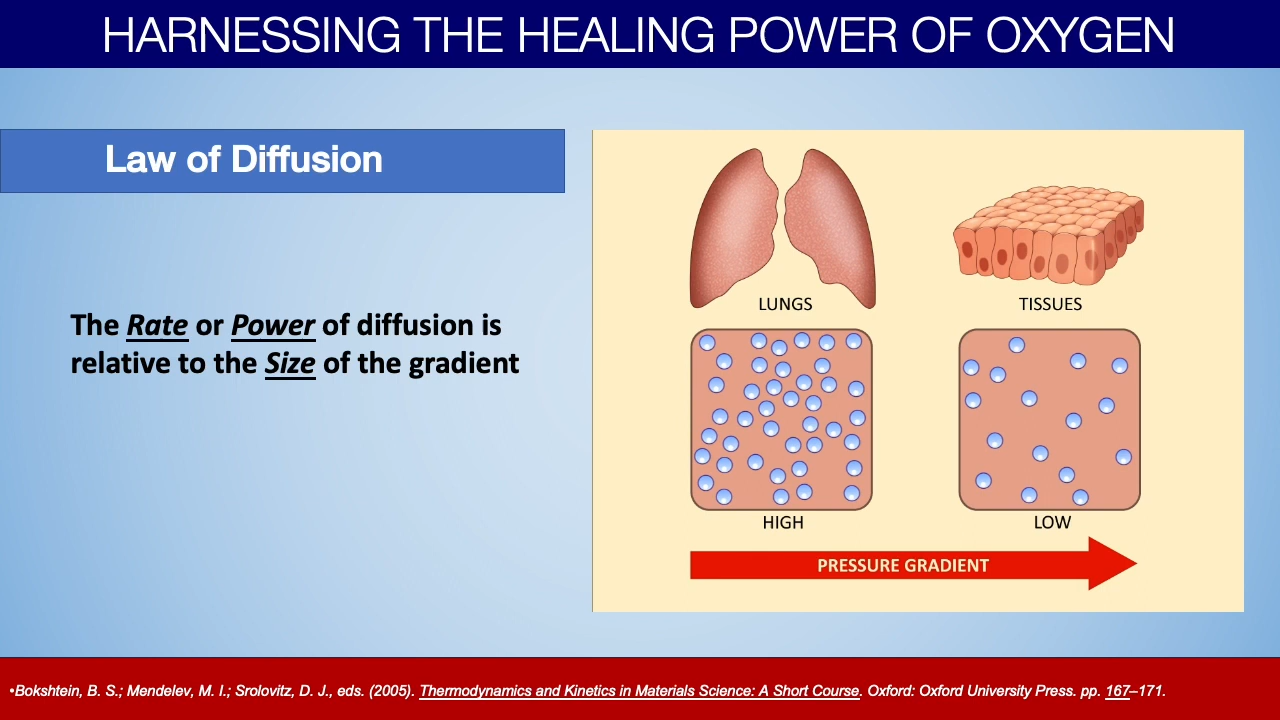 HARNESSING THE HEALING POWER OF OXYGEN
Law of Diffusion
The Rate or Power of diffusion is
relative to the Size of the gradient
LUNGS
TISSUES
HIGH
LOW
PRESSURE GRADIENT
•Bokshtein, B. S.; Mendelev, M. I.; Srolovitz, D. J., eds. (2005). Thermodynamics and Kinetics in Materials Science: A Short Course. Oxford: Oxford University Press. pp. 167–171.